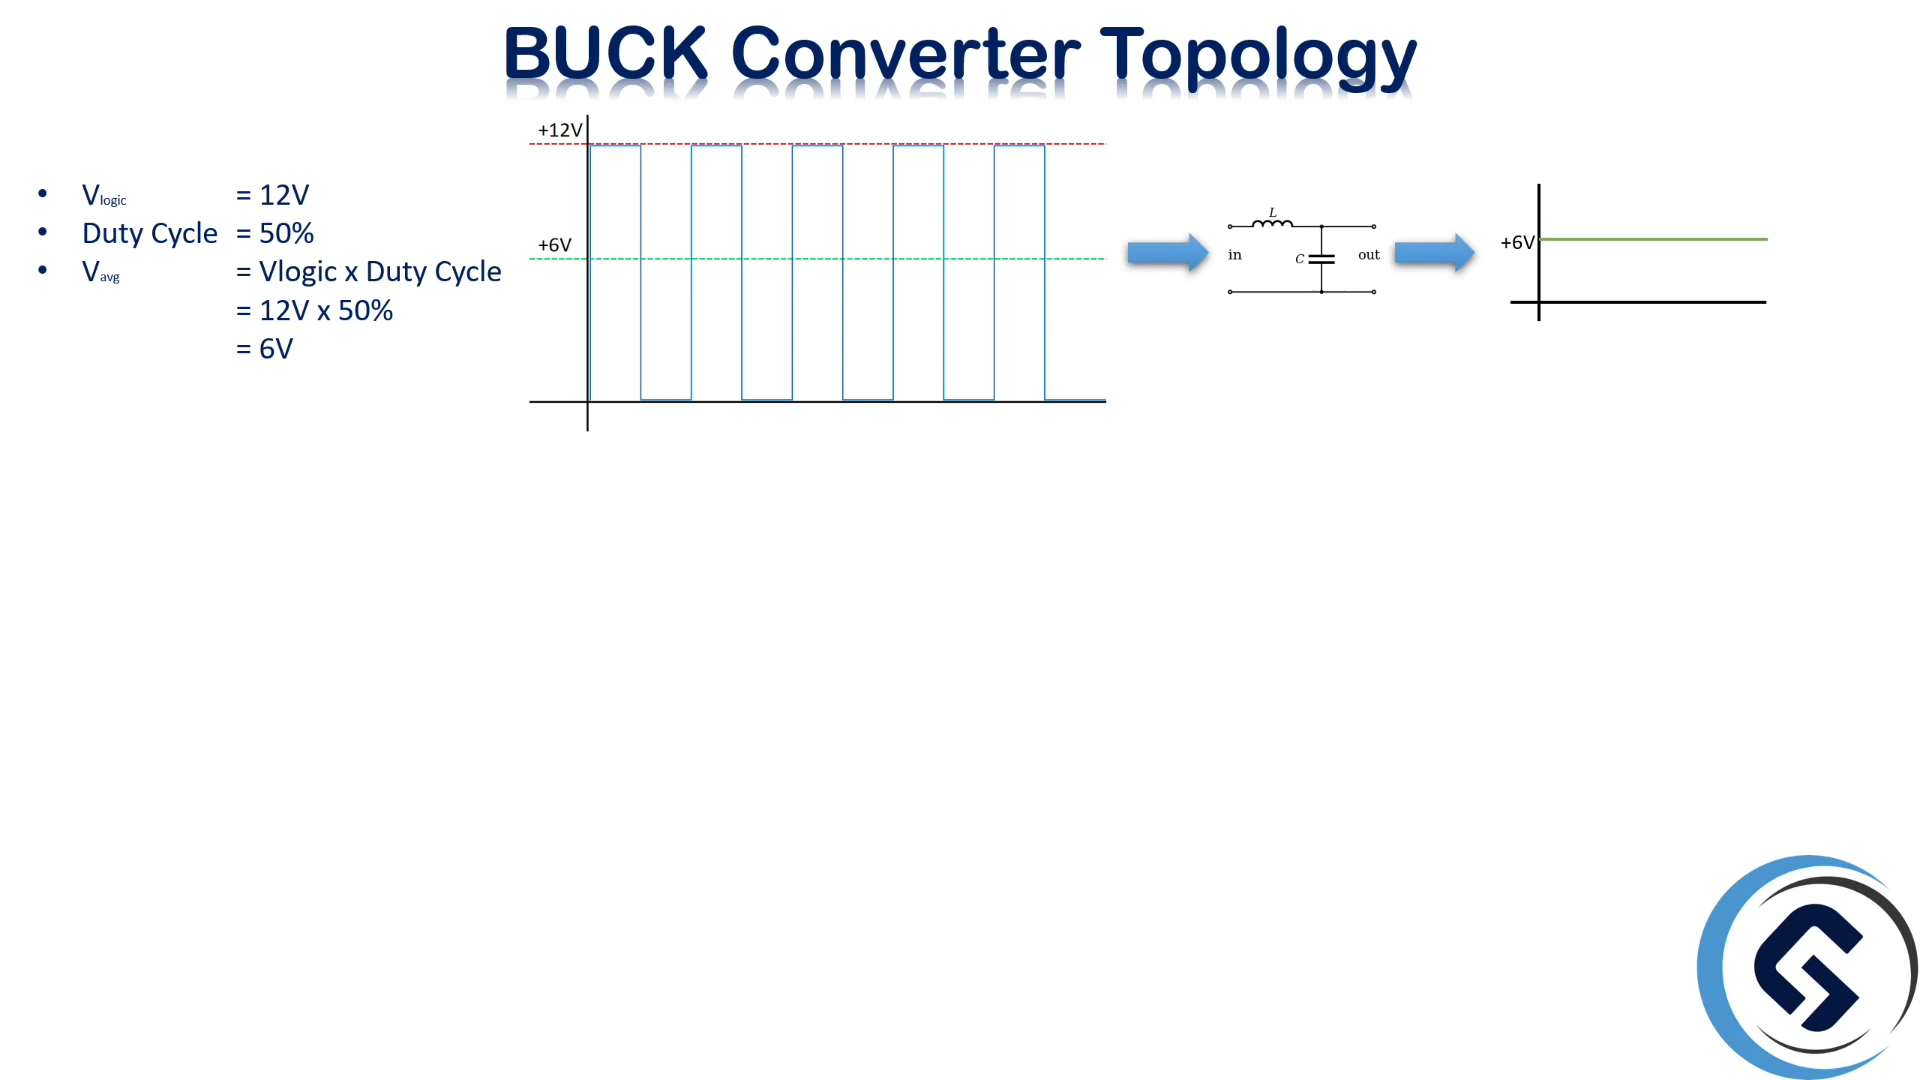 BUCK Converter Topology
• Vlogic = 12V
• Duty Cycle = 50%
• Vavg = Vlogic x Duty Cycle
= 12V x 50%
= 6V
+12V
+6V
L
in
C
out
+6V